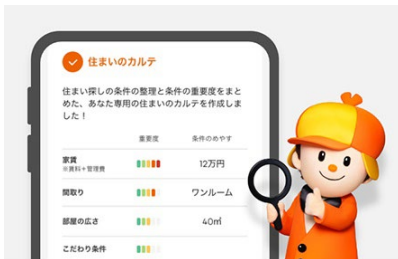 住まいのカルテ
住まい探しの条件の整理と条件の重要度をまと
めた、あなた専用の住まいのカルテを作成しま
した！
重要度 条件のめやす
家賃 12万円
※賃料＋管理費
間取り ワンルーム
部屋の広さ 40㎡
こだわり条件